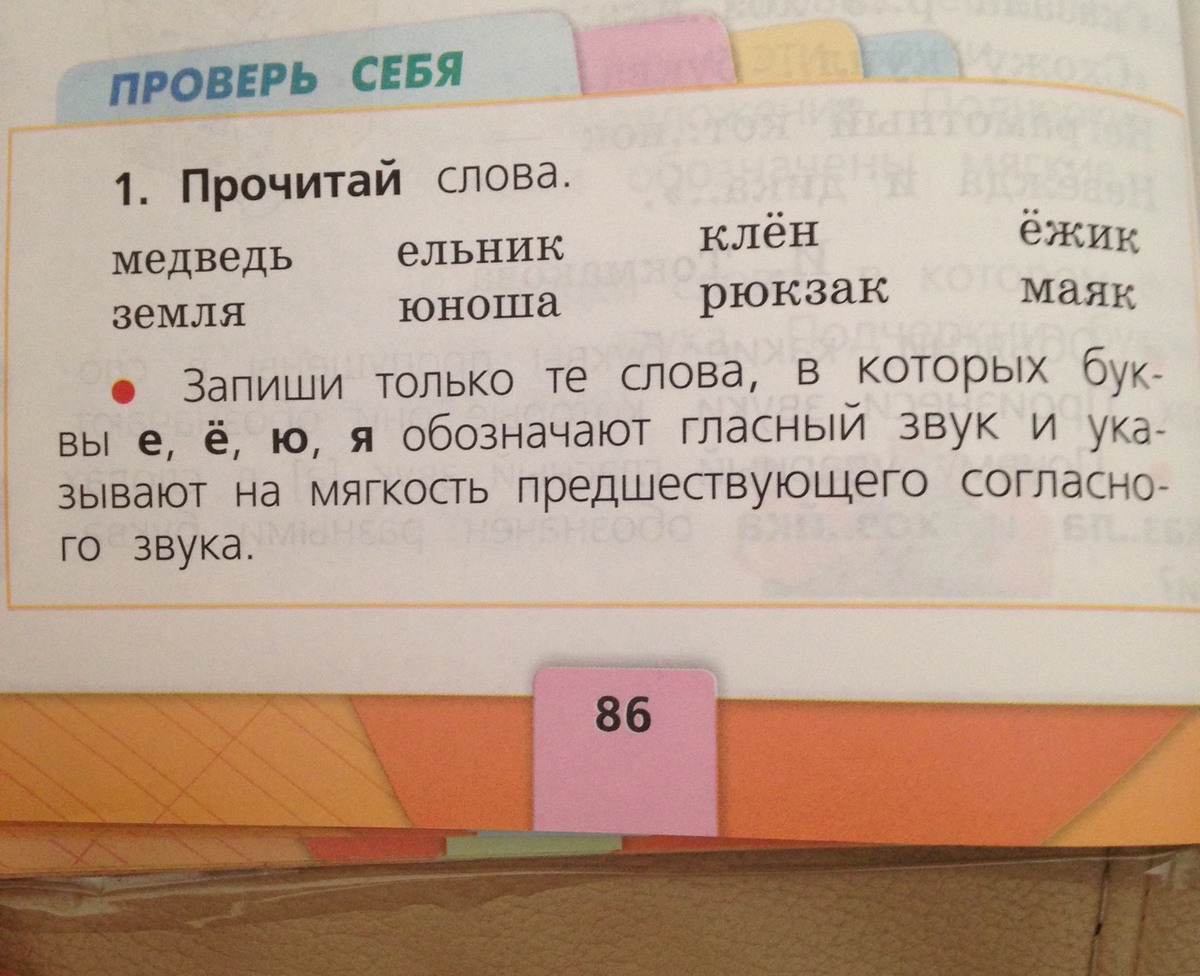 ПРОВЕРЬ СЕБЯ
1. Прочитай слова.
медведь ельник клён ёжик
земля юноша рюкзак маяк
Запиши только те слова, в которых бук-
вы е, ё, ю, я обозначают гласный звук и ука-
зывают на мягкость предшествующего согласно-
го звука.
86